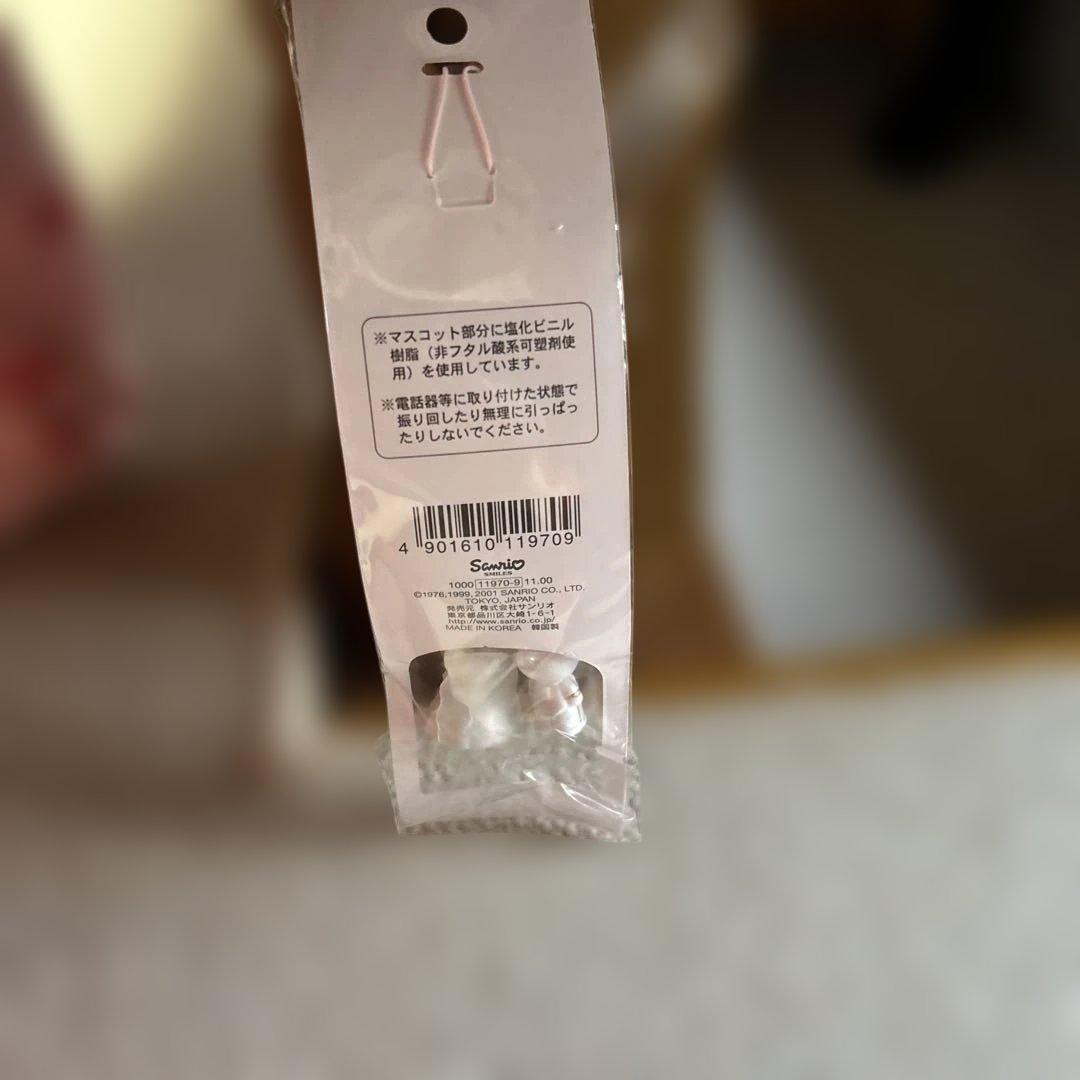 ※マスコット部分に塩化ビニル
樹脂（非フタル酸系可塑剤使
用）を使用しています。
※電話器等に取り付けた状態で
振り回したり無理に引っぱっ
たりしないでください。
4 901610 119709
Sanrio
SMILES
1000 11970-9 11.00
©1976,1999, 2001 SANRIO CO., LTD.
TOKYO, JAPAN
発売元 株式会社サンリオ
東京都品川区大崎1-6-1
http://www.sanrio.co.jp/
MADE IN KOREA 韓国製